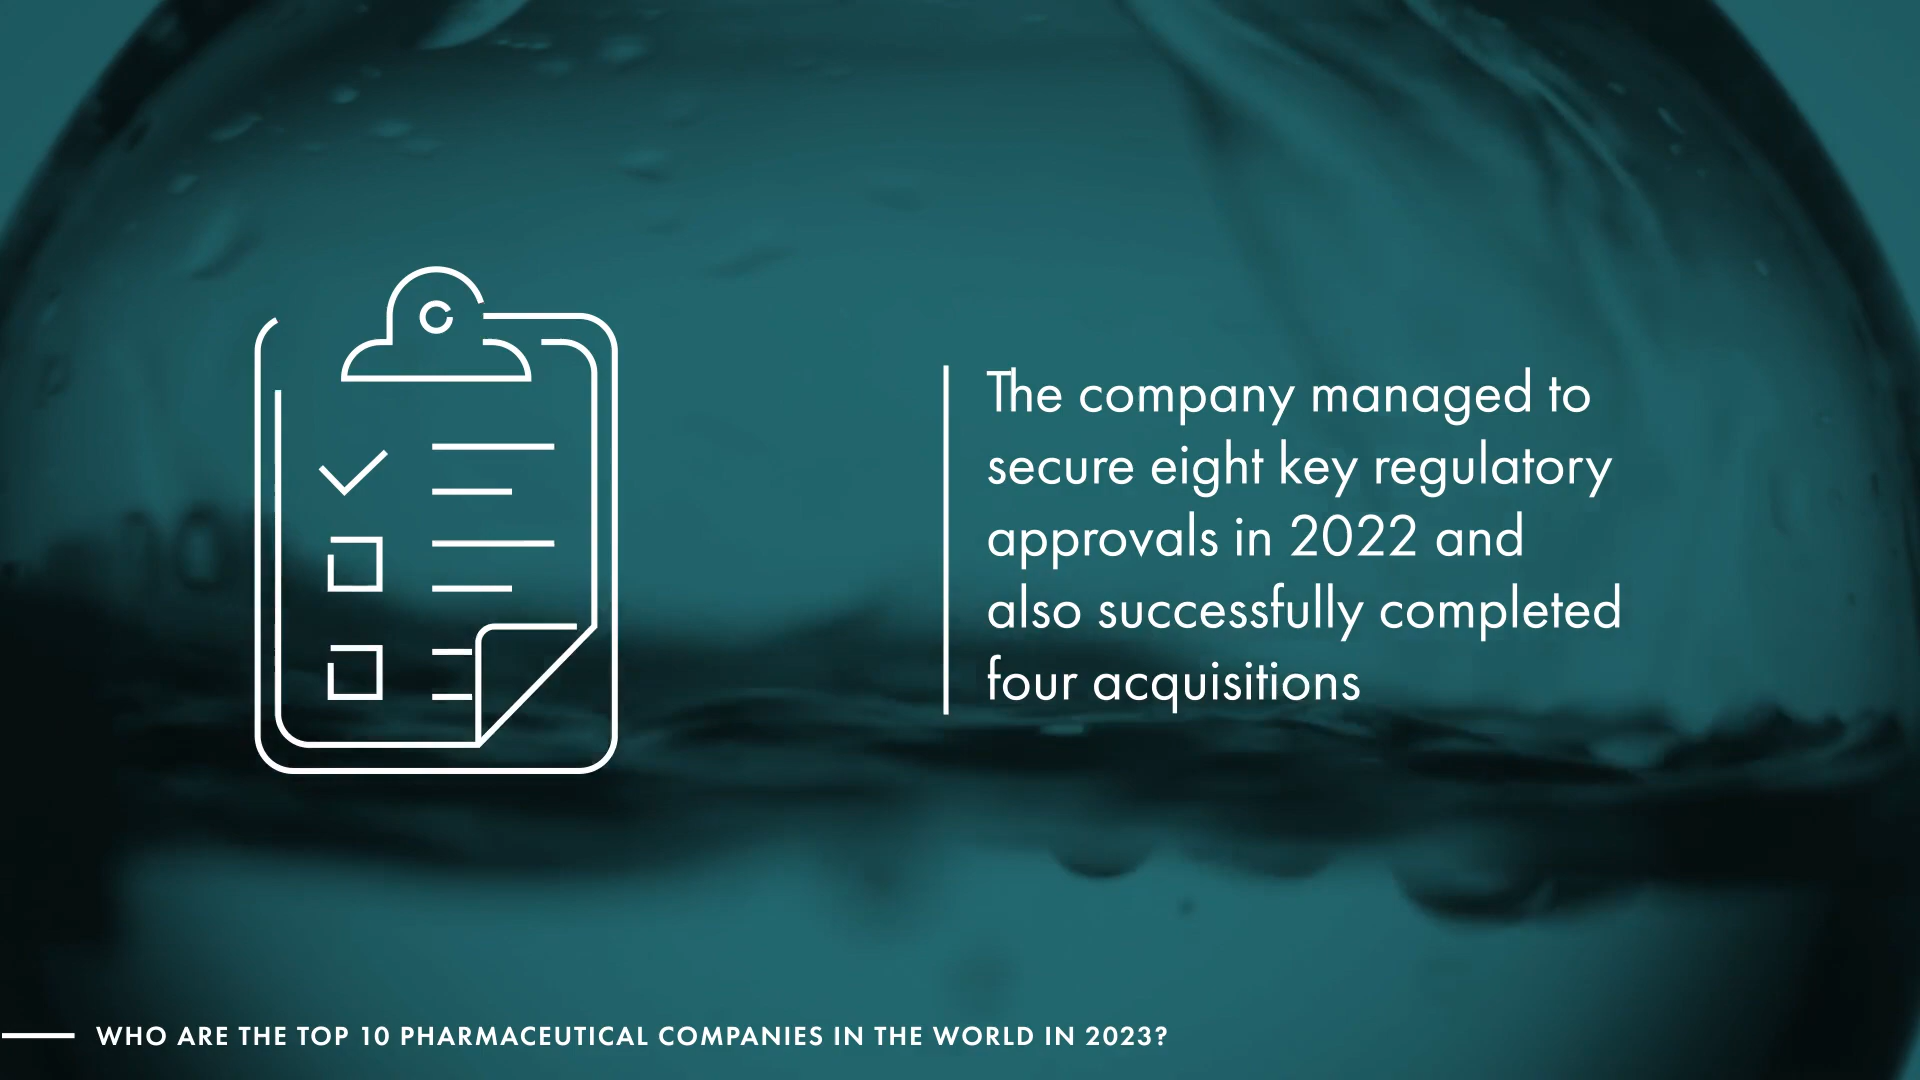 The company managed to
secure eight key regulatory
approvals in 2022 and
also successfully completed
four acquisitions
WHO ARE THE TOP 10 PHARMACEUTICAL COMPANIES IN THE WORLD IN 2023?